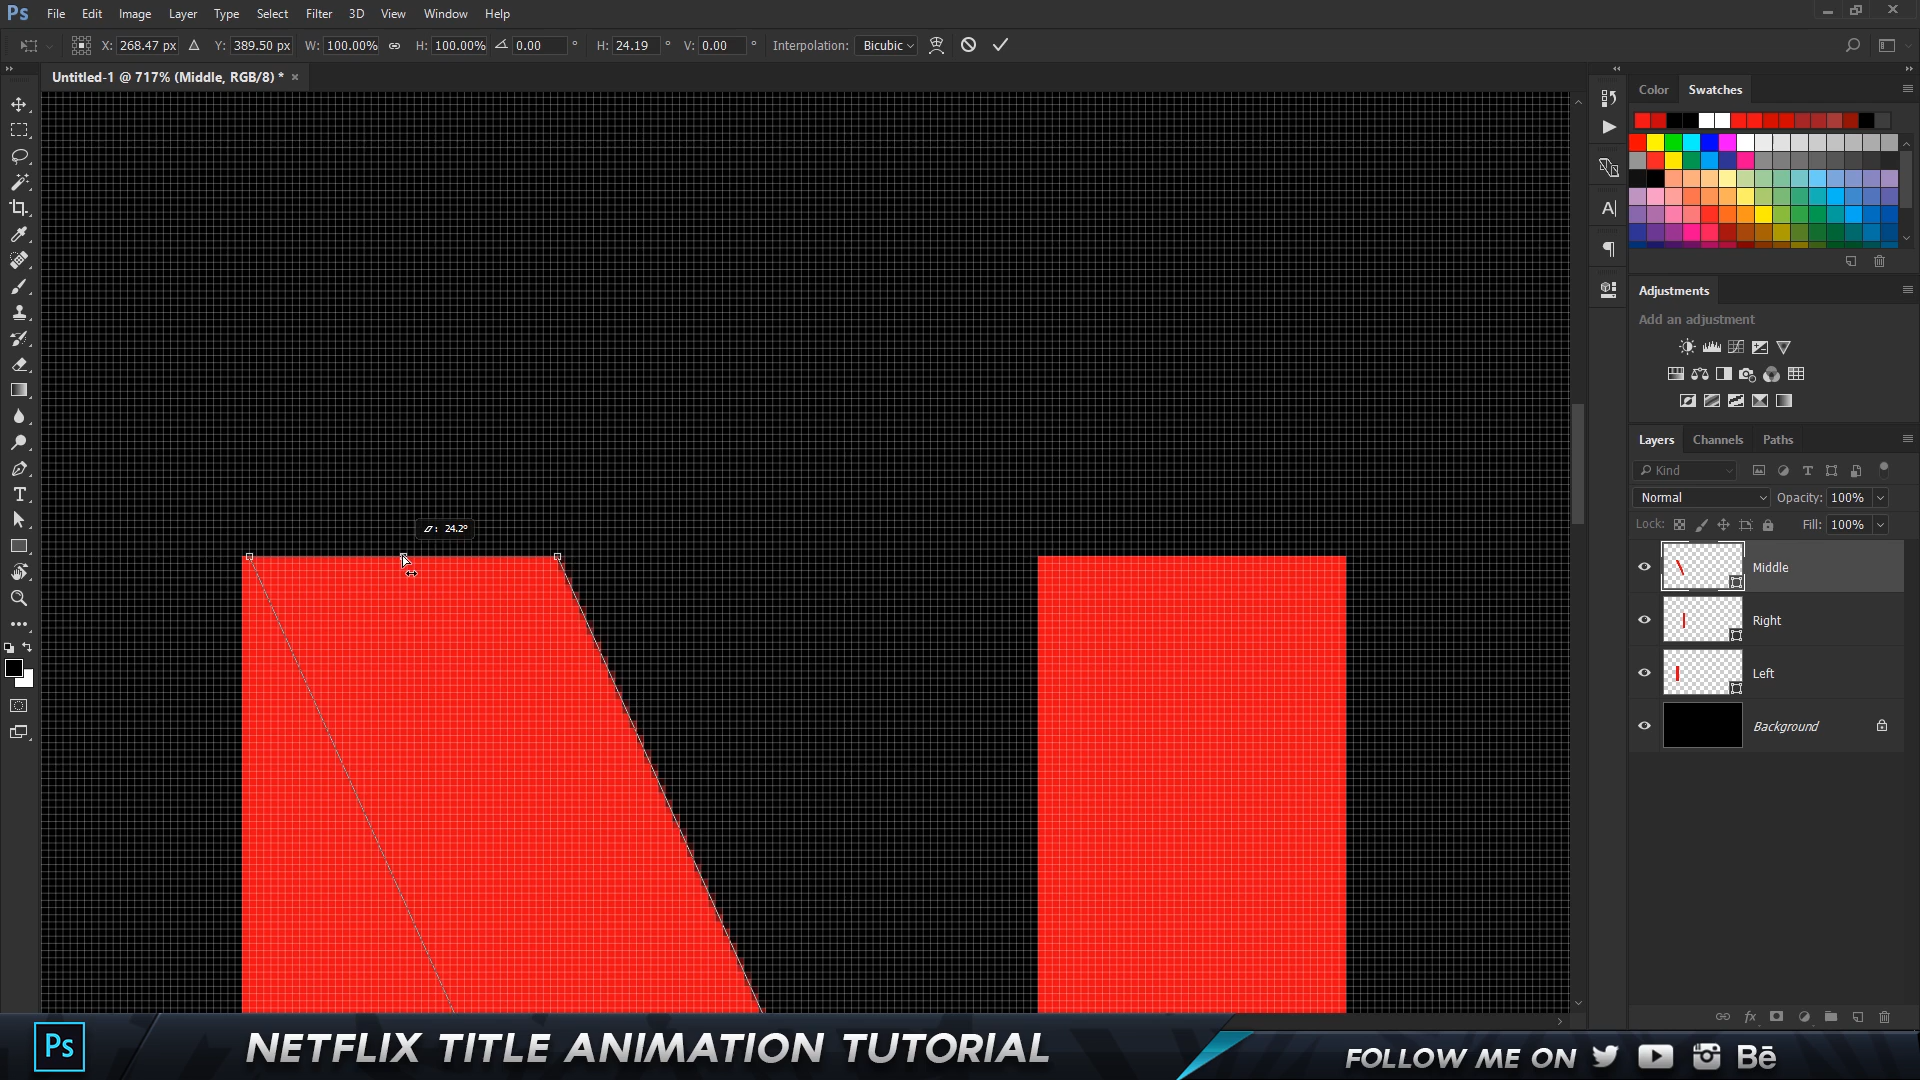 Ps File Edit Image Layer Type Select Filter 3D View Window Help
X: 268.47 px Y: 389.50 px W: 100.00% H: 100.00% 0.00 ° H: 24.19 ° V: 0.00 ° Interpolation: Bicubic
Untitled-1 @ 717% (Middle, RGB/8) * ×
Color Swatches
Adjustments
Add an adjustment
Layers Channels Paths
Kind
Normal Opacity: 100%
Lock: Fill: 100%
: 24.2°
Middle
Right
Left
Background
fx
Ps NETFLIX TITLE ANIMATION TUTORIAL
FOLLOW ME ON Bē